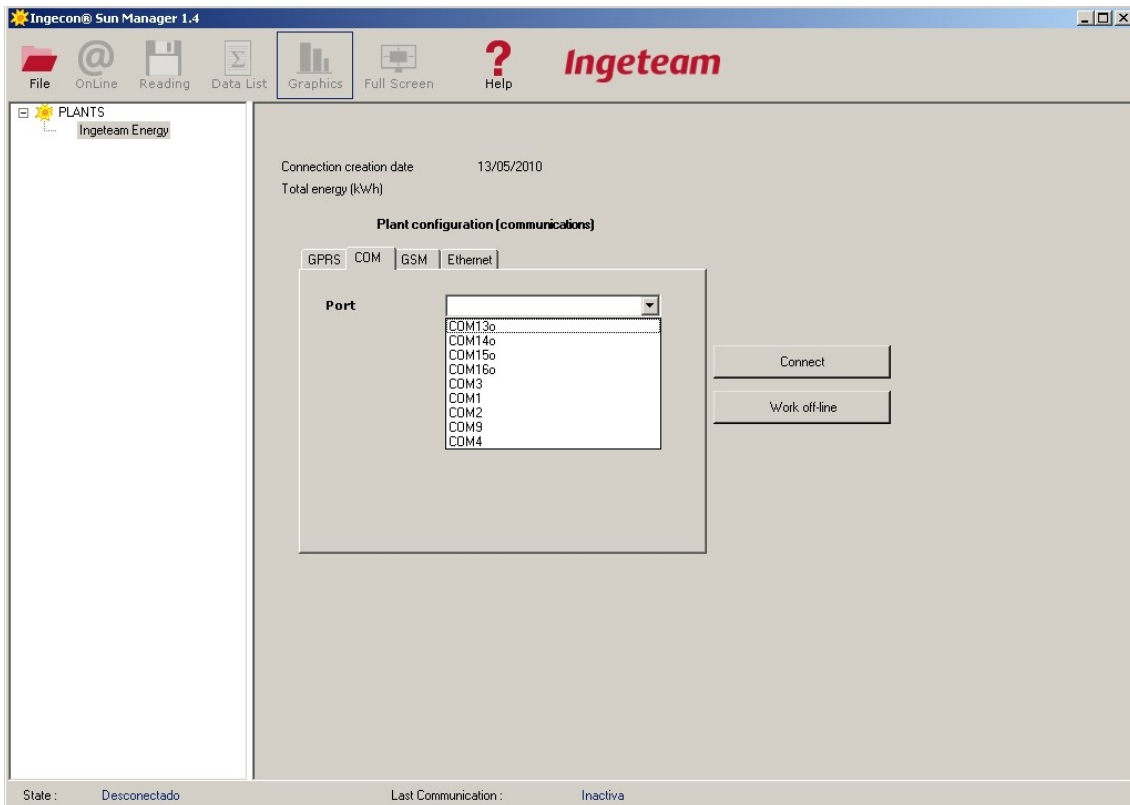 Ingecon® Sun Manager 1.4
File OnLine Reading Data List Graphics Full Screen Help Ingeteam
PLANTS
Ingeteam Energy
Connection creation date 13/05/2010
Total energy (kWh)
Plant configuration (communications)
GPRS COM GSM Ethernet
Port
COM13o
COM14o
COM15o
COM16o
COM3
COM1
COM2
COM9
COM4
Connect
Work off-line
State : Desconectado Last Communication : Inactiva